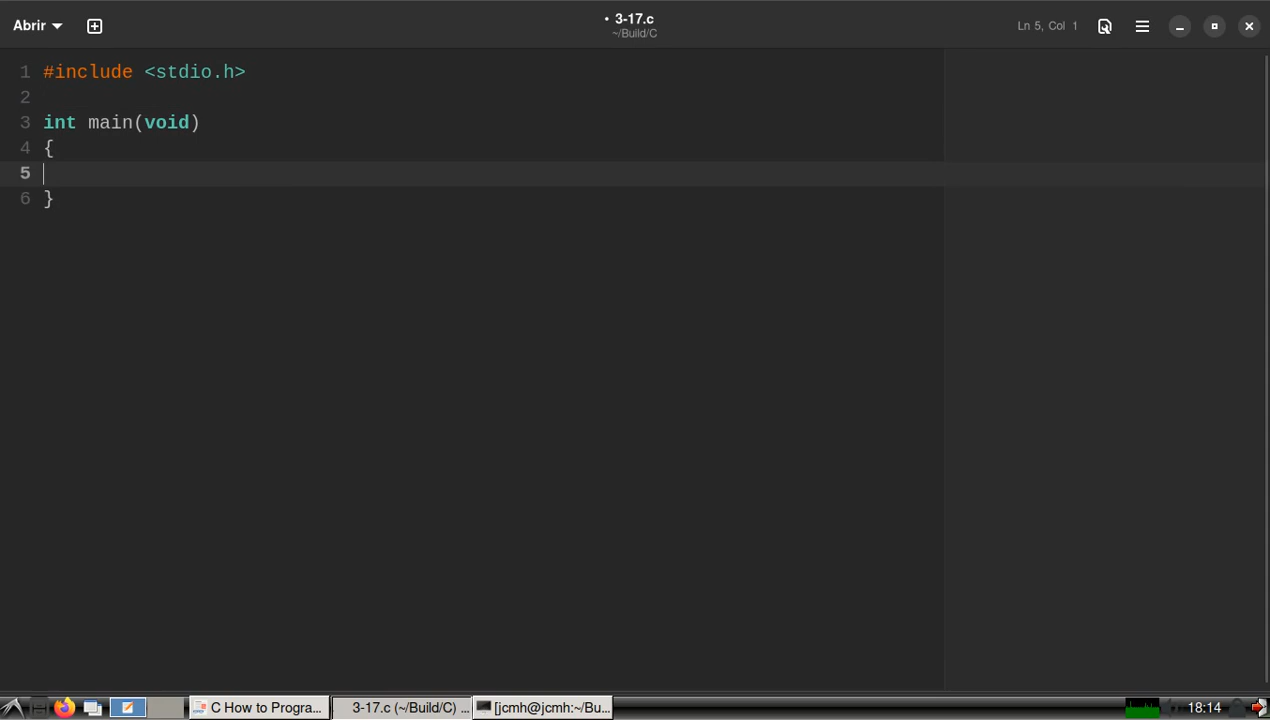 Abrir
• 3-17.c
~/Build/C
Ln 5, Col 1
1 #include <stdio.h>
2
3 int main(void)
4 {
5
6 }
C How to Progra...
3-17.c (~/Build/C) ...
[jcmh@jcmh:~/Bu...
18:14